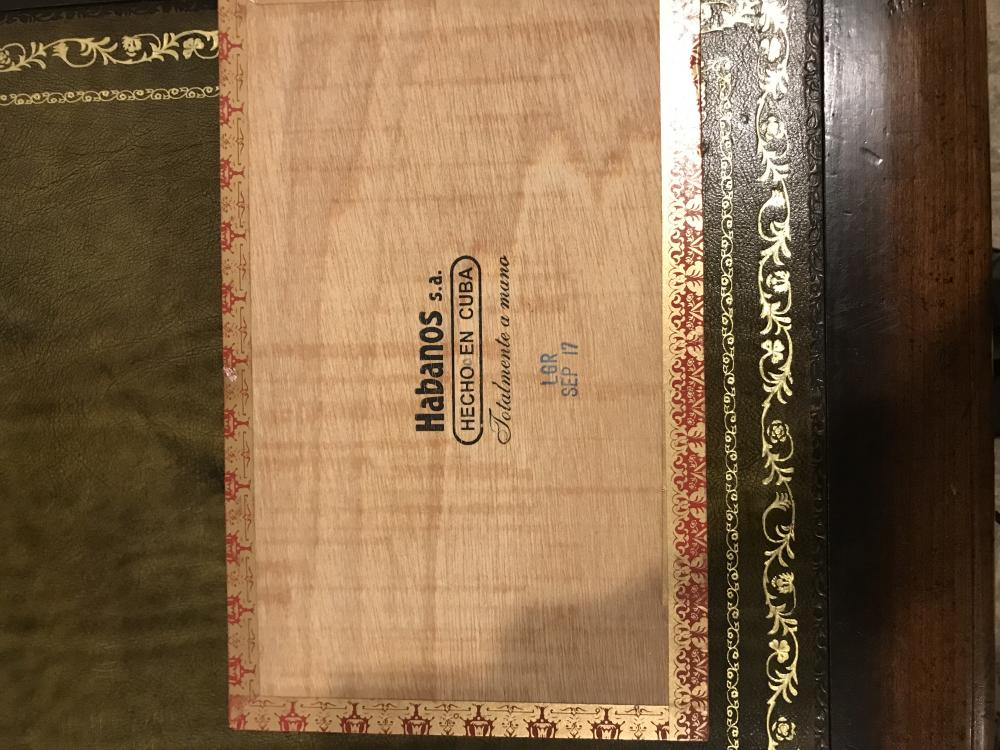 Habanos s.a.
HECHO EN CUBA
Totalmente a mano
LGR
SEP 17